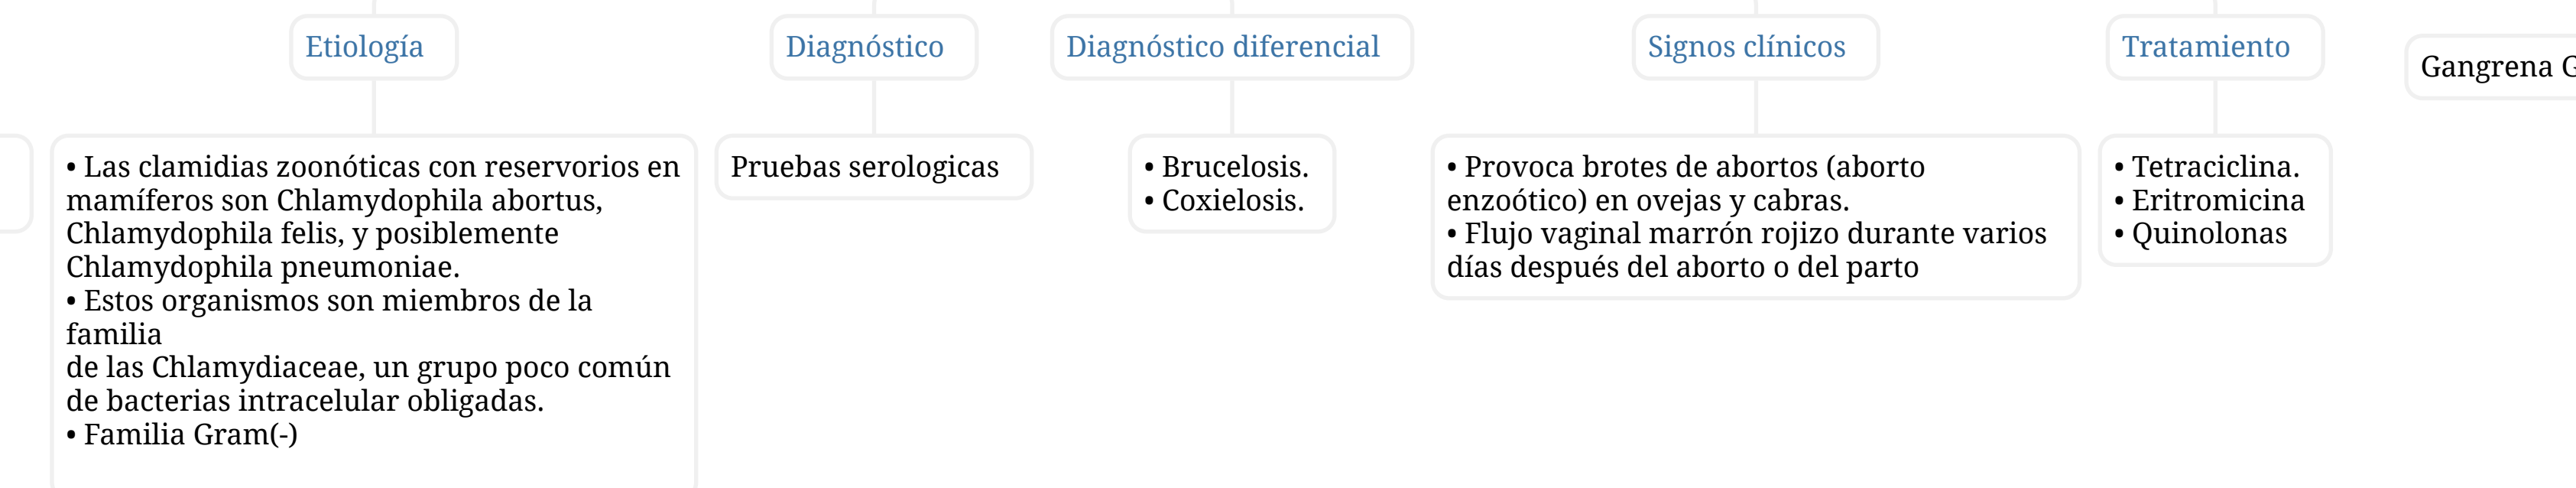 Etiología
Diagnóstico
Diagnóstico diferencial
Signos clínicos
Tratamiento
Gangrena
• Las clamidias zoonóticas con reservorios en
mamíferos son Chlamydophila abortus,
Chlamydophila felis, y posiblemente
Chlamydophila pneumoniae.
• Estos organismos son miembros de la
familia
de las Chlamydiaceae, un grupo poco común
de bacterias intracelular obligadas.
• Familia Gram(-)
Pruebas serologicas
• Brucelosis.
• Coxielosis.
• Provoca brotes de abortos (aborto
enzoótico) en ovejas y cabras.
• Flujo vaginal marrón rojizo durante varios
días después del aborto o del parto
• Tetraciclina.
• Eritromicina
• Quinolonas